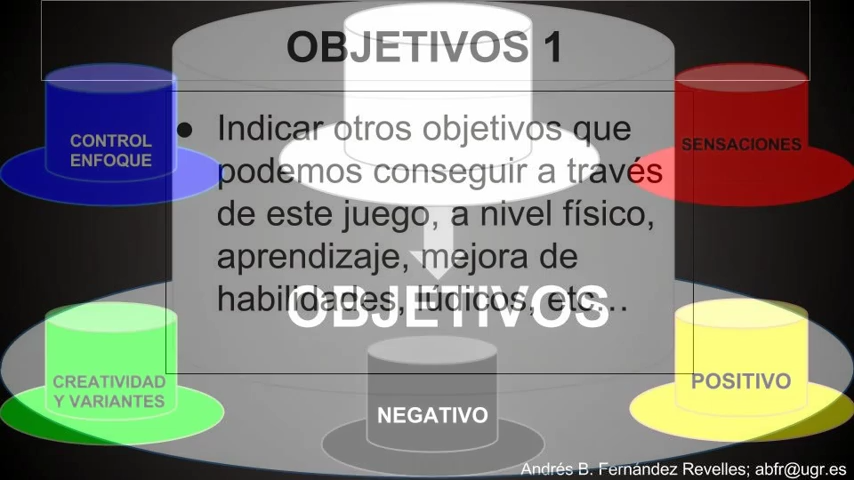 OBJETIVOS 1
CONTROL
ENFOQUE
SENSACIONES
● Indicar otros objetivos que
podemos conseguir a través
de este juego, a nivel físico,
aprendizaje, mejora de
habilidades, lúdicos, etc...
OBJETIVOS
CREATIVIDAD
Y VARIANTES
NEGATIVO
POSITIVO
Andrés B. Fernández Revelles; abfr@ugr.es